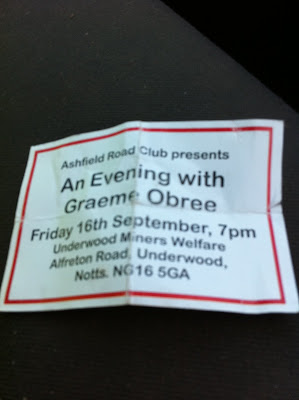 Ashfield Road Club presents
An Evening with
Graeme Obree
Friday 16th September, 7pm
Underwood Miners Welfare
Alfreton Road, Underwood,
Notts. NG16 5GA